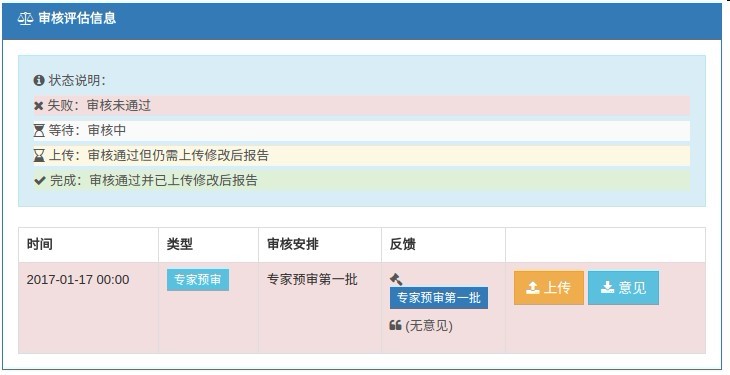 审核评估信息
状态说明：
失败：审核未通过
等待：审核中
上传：审核通过但仍需上传修改后报告
完成：审核通过并已上传修改后报告
时间 类型 审核安排 反馈
2017-01-17 00:00 专家预审 专家预审第一批
专家预审第一批
(无意见)
上传 意见